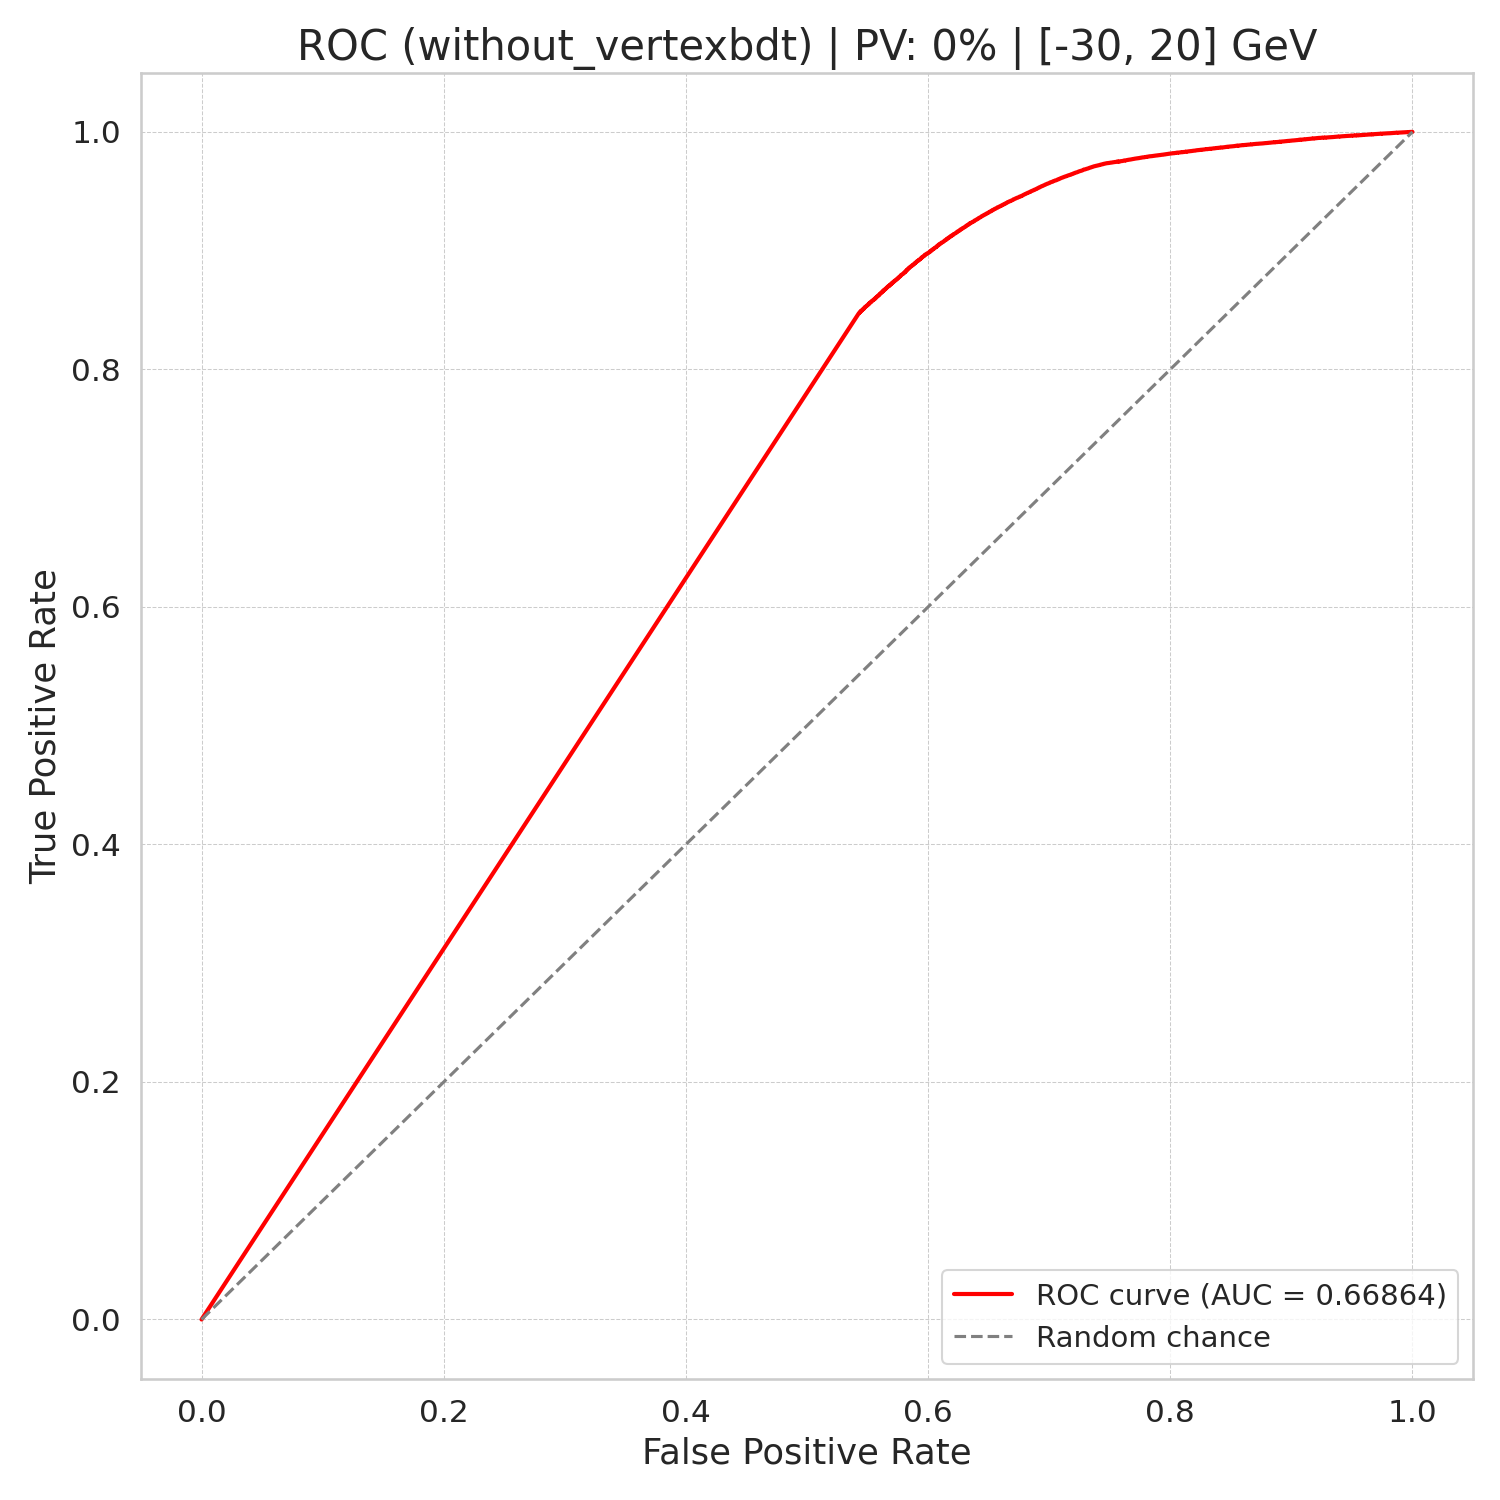 ROC (without_vertexbdt) | PV: 0% | [-30, 20] GeV
True Positive Rate
1.0
0.8
0.6
0.4
0.2
0.0
0.0 0.2 0.4 0.6 0.8 1.0
False Positive Rate
ROC curve (AUC = 0.66864)
Random chance